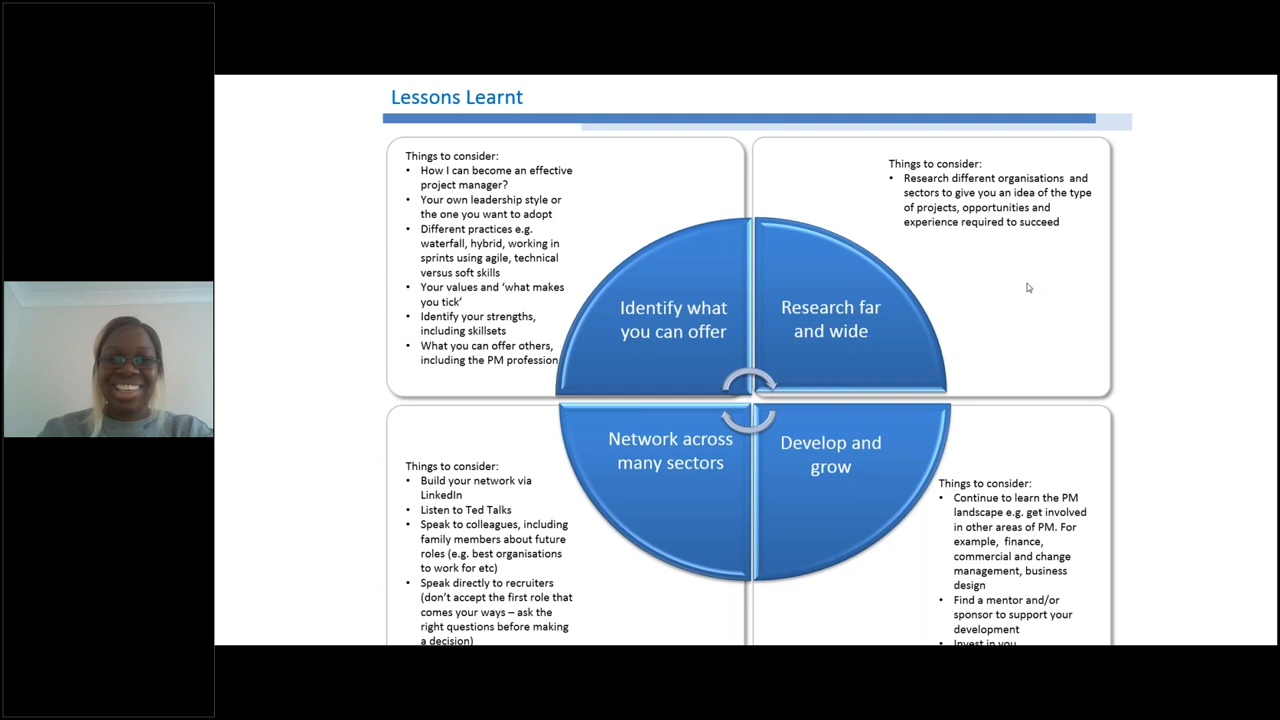 Lessons Learnt
Things to consider:
• How I can become an effective
project manager?
• Your own leadership style or
the one you want to adopt
• Different practices e.g.
waterfall, hybrid, working in
sprints using agile, technical
versus soft skills
• Your values and ‘what makes
you tick’
• Identify your strengths,
including skillsets
• What you can offer others,
including the PM profession
Things to consider:
• Research different organisations and
sectors to give you an idea of the type
of projects, opportunities and
experience required to succeed
Identify what
you can offer
Research far
and wide
Network across
many sectors
Develop and
grow
Things to consider:
• Build your network via
LinkedIn
• Listen to Ted Talks
• Speak to colleagues, including
family members about future
roles (e.g. best organisations
to work for etc)
• Speak directly to recruiters
(don’t accept the first role that
comes your ways – ask the
right questions before making
a decision)
Things to consider:
• Continue to learn the PM
landscape e.g. get involved
in other areas of PM. For
example, finance,
commercial and change
management, business
design
• Find a mentor and/or
sponsor to support your
development
• Invest in you